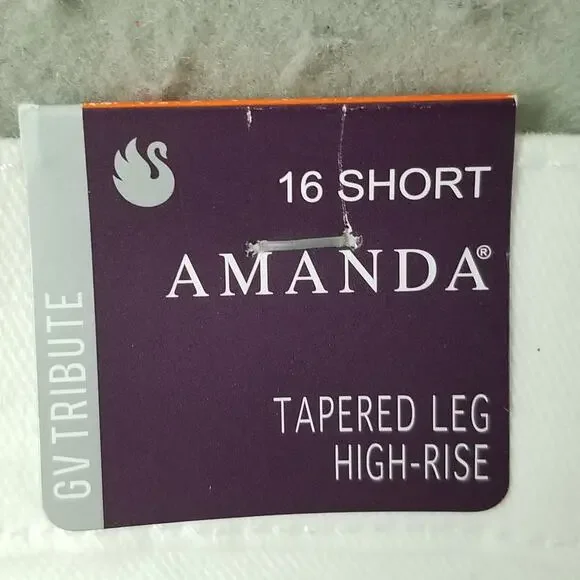 16 SHORT
AMANDA®
TAPERED LEG
HIGH-RISE
GV TRIBUTE